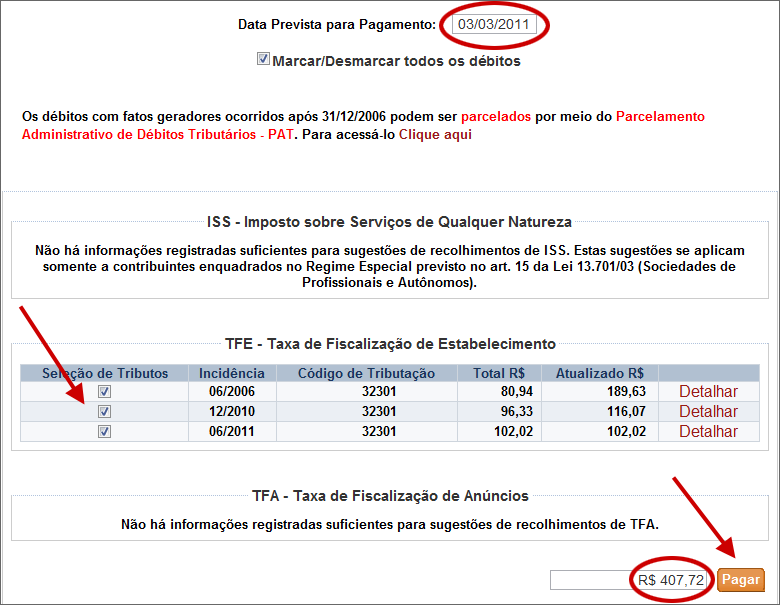 Data Prevista para Pagamento: 03/03/2011
Marcar/Desmarcar todos os débitos
Os débitos com fatos geradores ocorridos após 31/12/2006 podem ser parcelados por meio do Parcelamento
Administrativo de Débitos Tributários - PAT. Para acessá-lo Clique aqui
ISS - Imposto sobre Serviços de Qualquer Natureza
Não há informações registradas suficientes para sugestões de recolhimentos de ISS. Estas sugestões se aplicam
somente a contribuintes enquadrados no Regime Especial previsto no art. 15 da Lei 13.701/03 (Sociedades de
Profissionais e Autônomos).
TFE - Taxa de Fiscalização de Estabelecimento
Seleção de Tributos Incidência Código de Tributação Total R$ Atualizado R$
06/2006 32301 80,94 189,63 Detalhar
12/2010 32301 96,33 116,07 Detalhar
06/2011 32301 102,02 102,02 Detalhar
TFA - Taxa de Fiscalização de Anúncios
Não há informações registradas suficientes para sugestões de recolhimentos de TFA.
R$ 407,72 Pagar